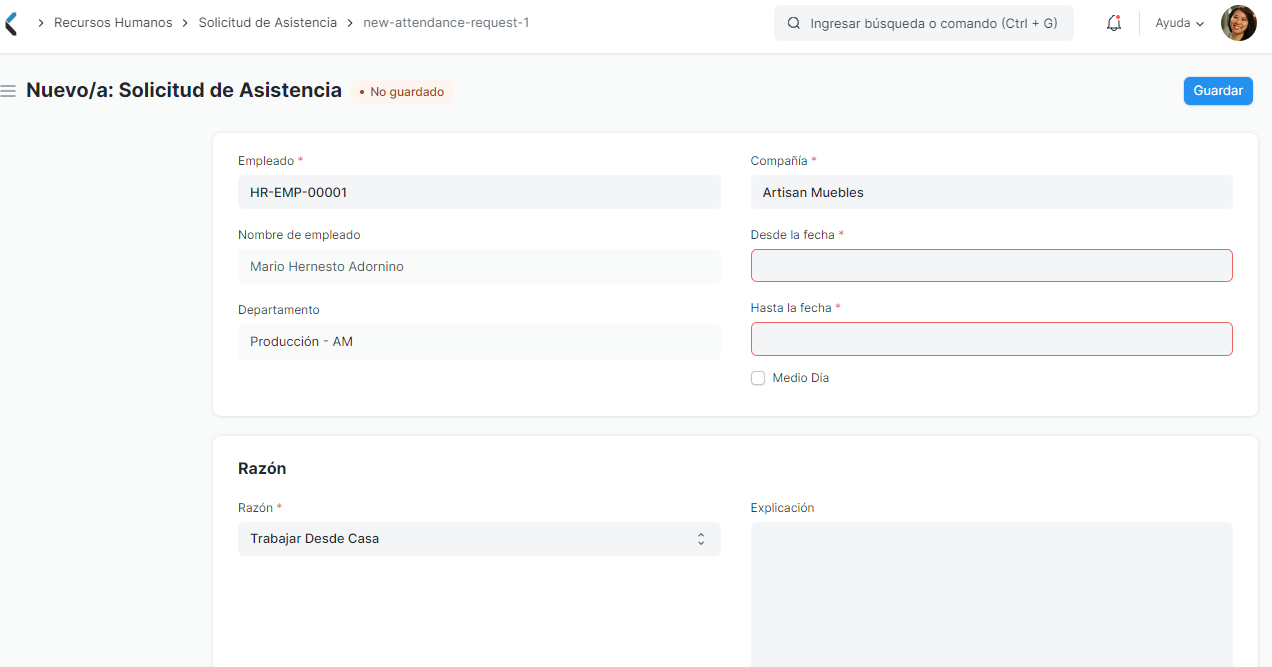 Recursos Humanos > Solicitud de Asistencia > new-attendance-request-1
Ingresar búsqueda o comando (Ctrl + G)
Ayuda
Nuevo/a: Solicitud de Asistencia
• No guardado
Guardar
Empleado *
HR-EMP-00001
Nombre de empleado
Mario Hernesto Adornino
Departamento
Producción - AM
Compañía *
Artisan Muebles
Desde la fecha *
Hasta la fecha *
Medio Día
Razón
Razón *
Trabajar Desde Casa
Explicación